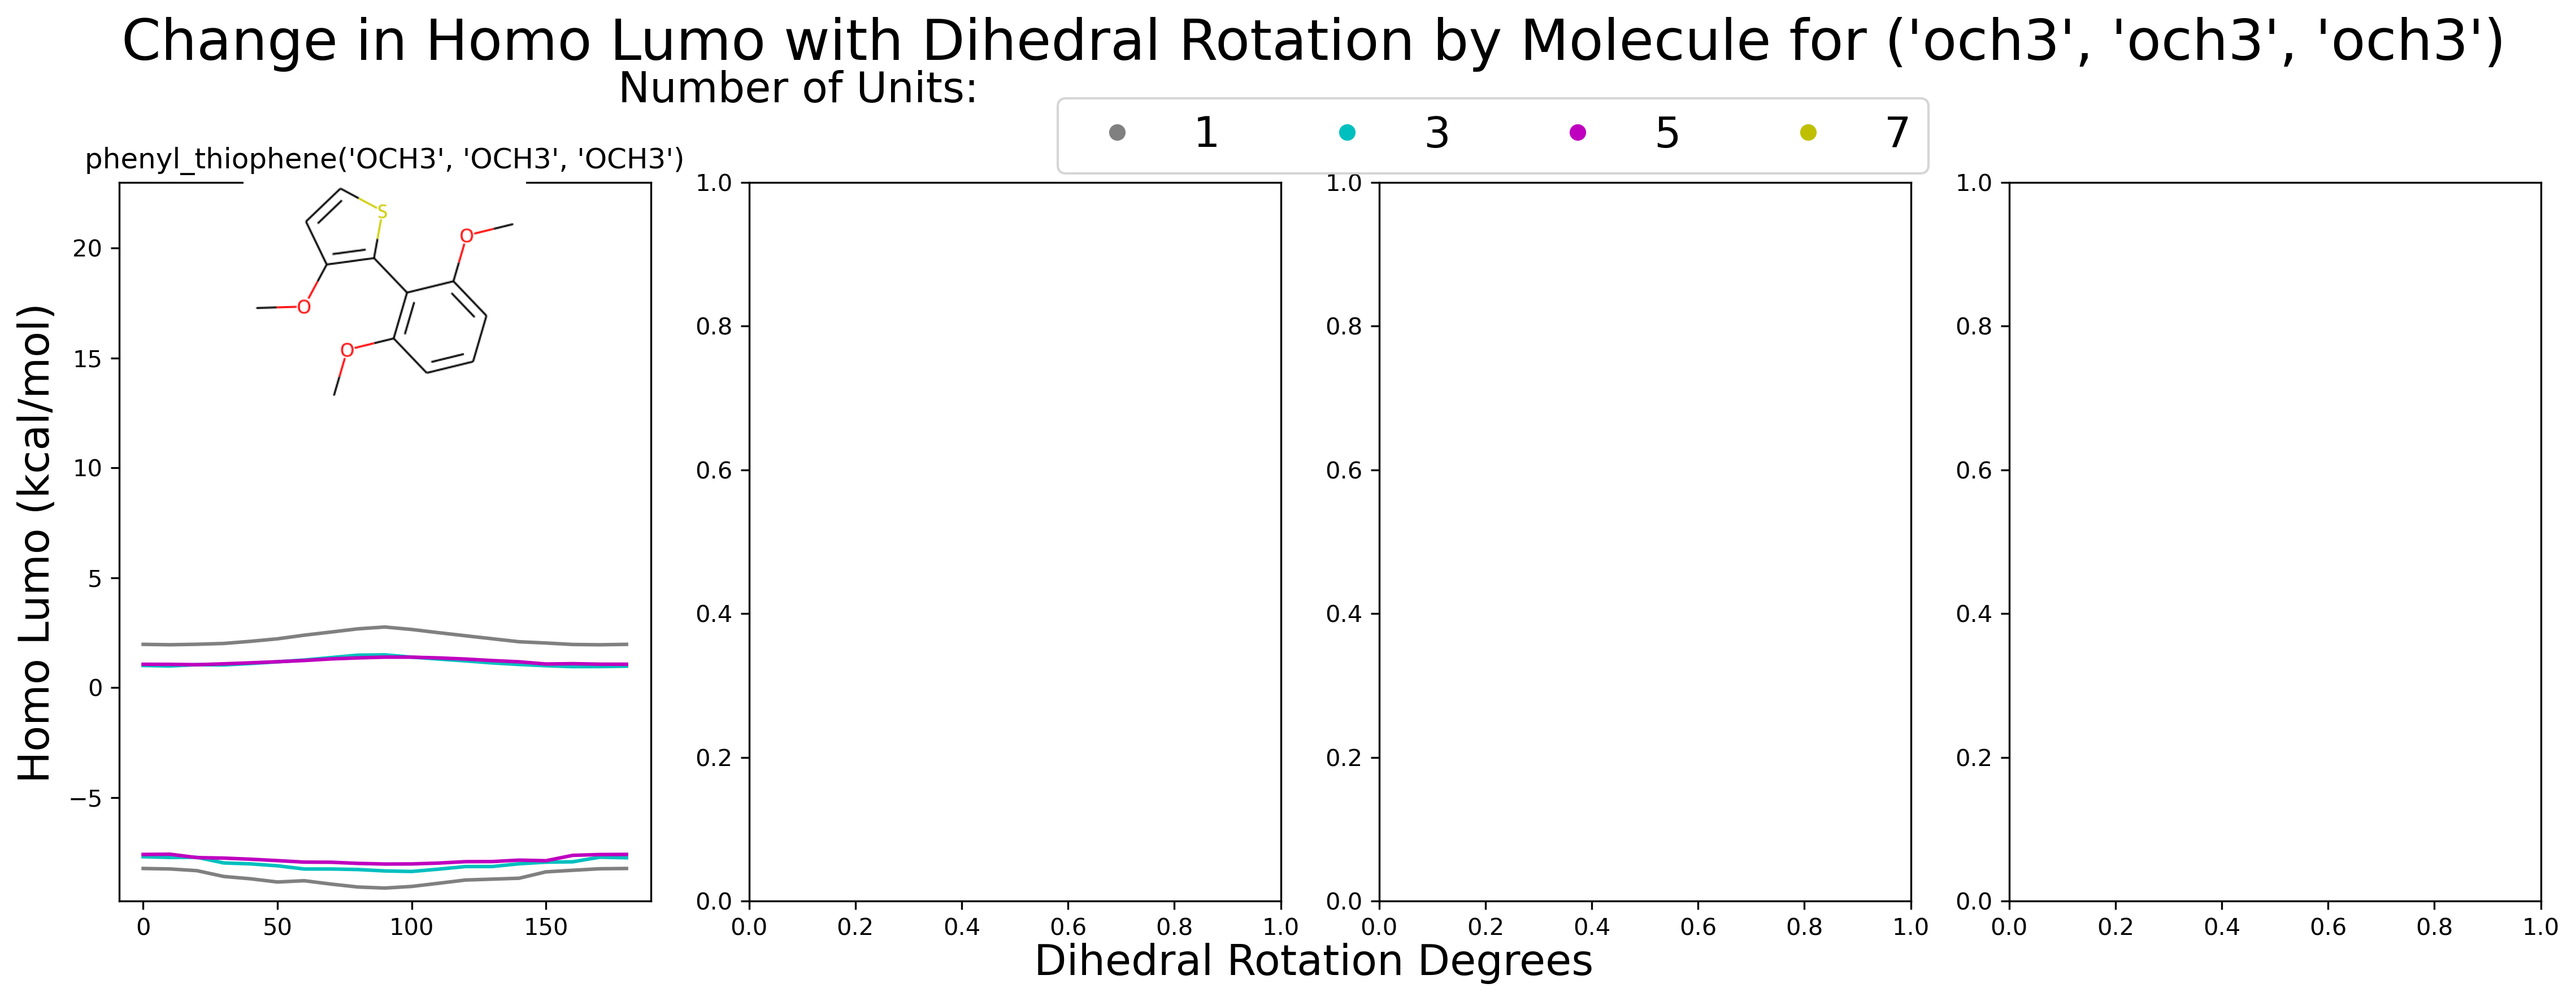 Change in Homo Lumo with Dihedral Rotation by Molecule for ('och3', 'och3', 'och3')
Number of Units:
1 3 5 7
phenyl_thiophene('OCH3', 'OCH3', 'OCH3')
S
O
O
O
Homo Lumo (kcal/mol)
20
15
10
5
0
−5
0 50 100 150
1.0
0.8
0.6
0.4
0.2
0.0
0.0 0.2 0.4 0.6 0.8 1.0
1.0
0.8
0.6
0.4
0.2
0.0
0.0 0.2 0.4 0.6 0.8 1.0
1.0
0.8
0.6
0.4
0.2
0.0
0.0 0.2 0.4 0.6 0.8 1.0
Dihedral Rotation Degrees